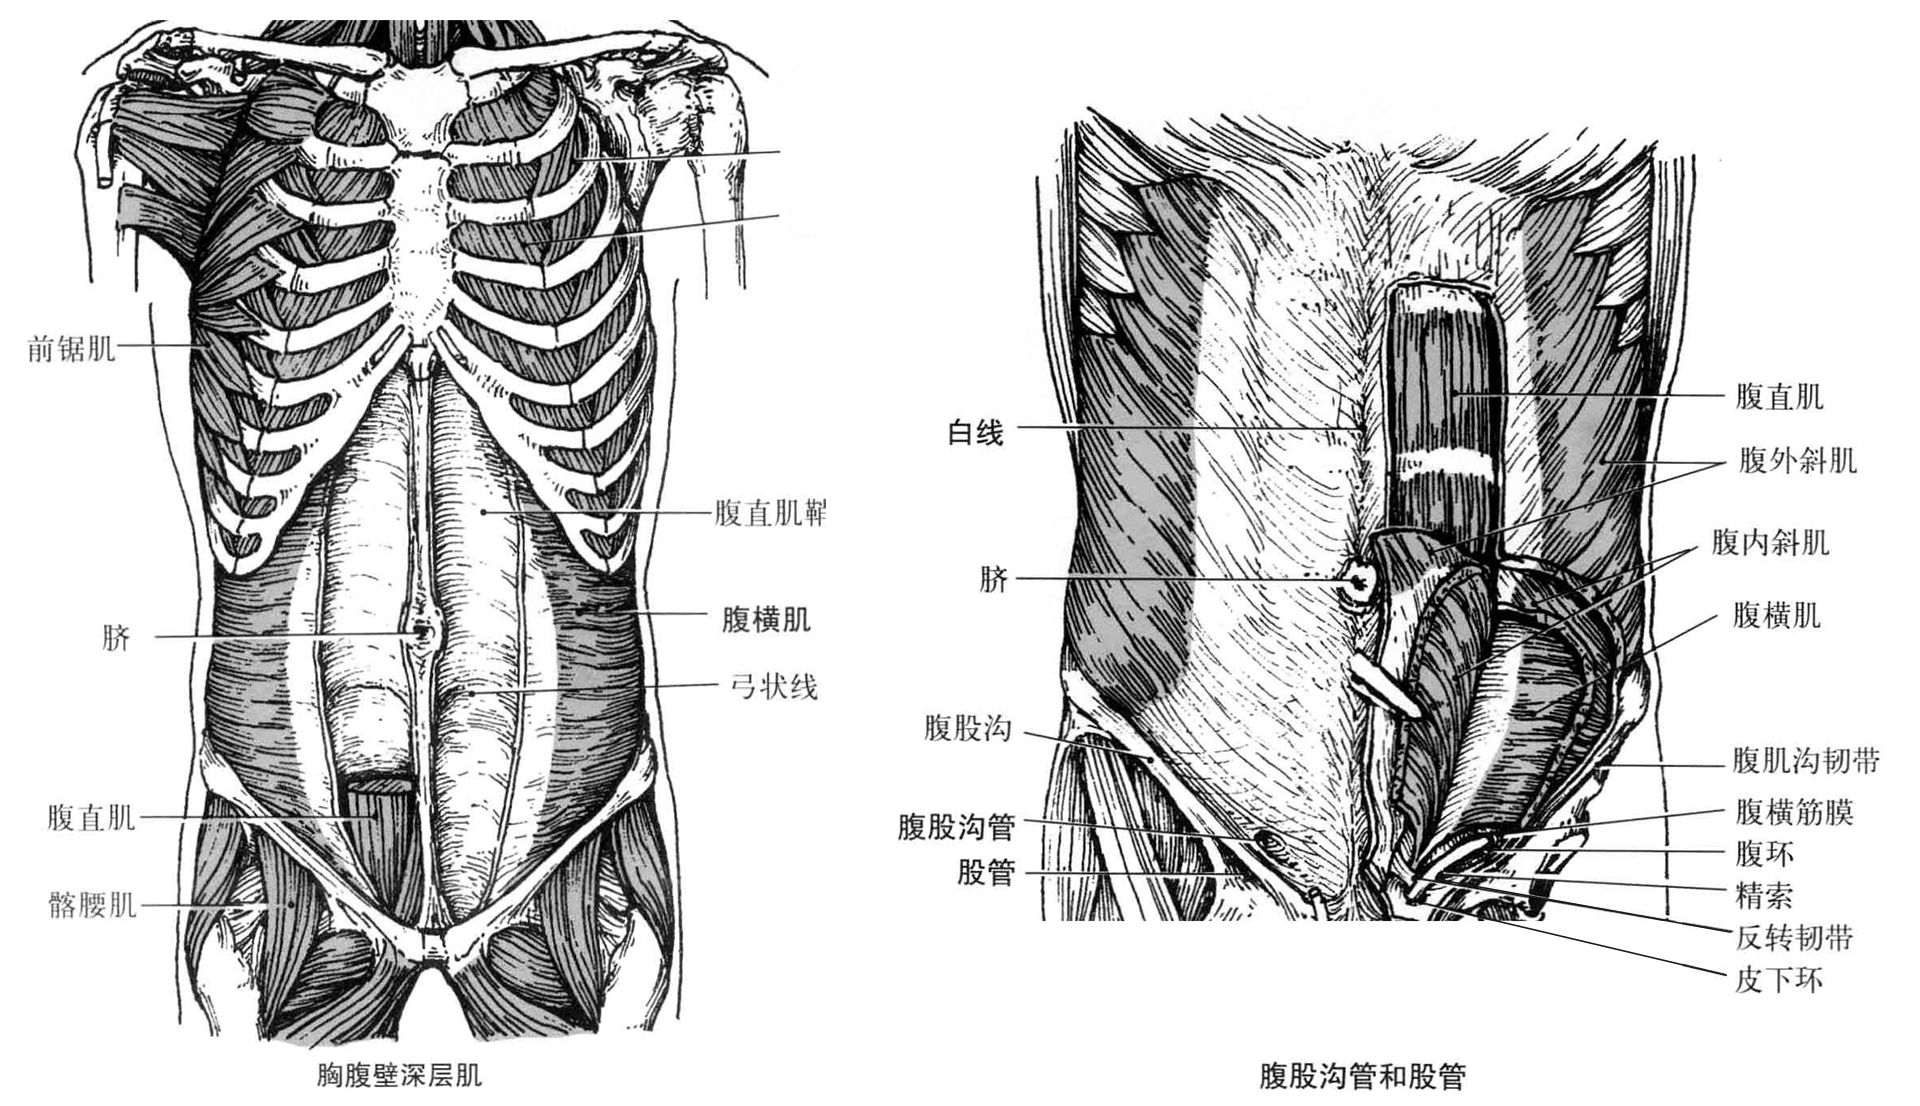 前锯肌
腹直肌鞘
腹横肌
脐
弓状线
腹直肌
髂腰肌
胸腹壁深层肌
白线
脐
腹股沟
腹股沟管
股管
腹直肌
腹外斜肌
腹内斜肌
腹横肌
腹肌沟韧带
腹横筋膜
腹环
精索
反转韧带
皮下环
腹股沟管和股管